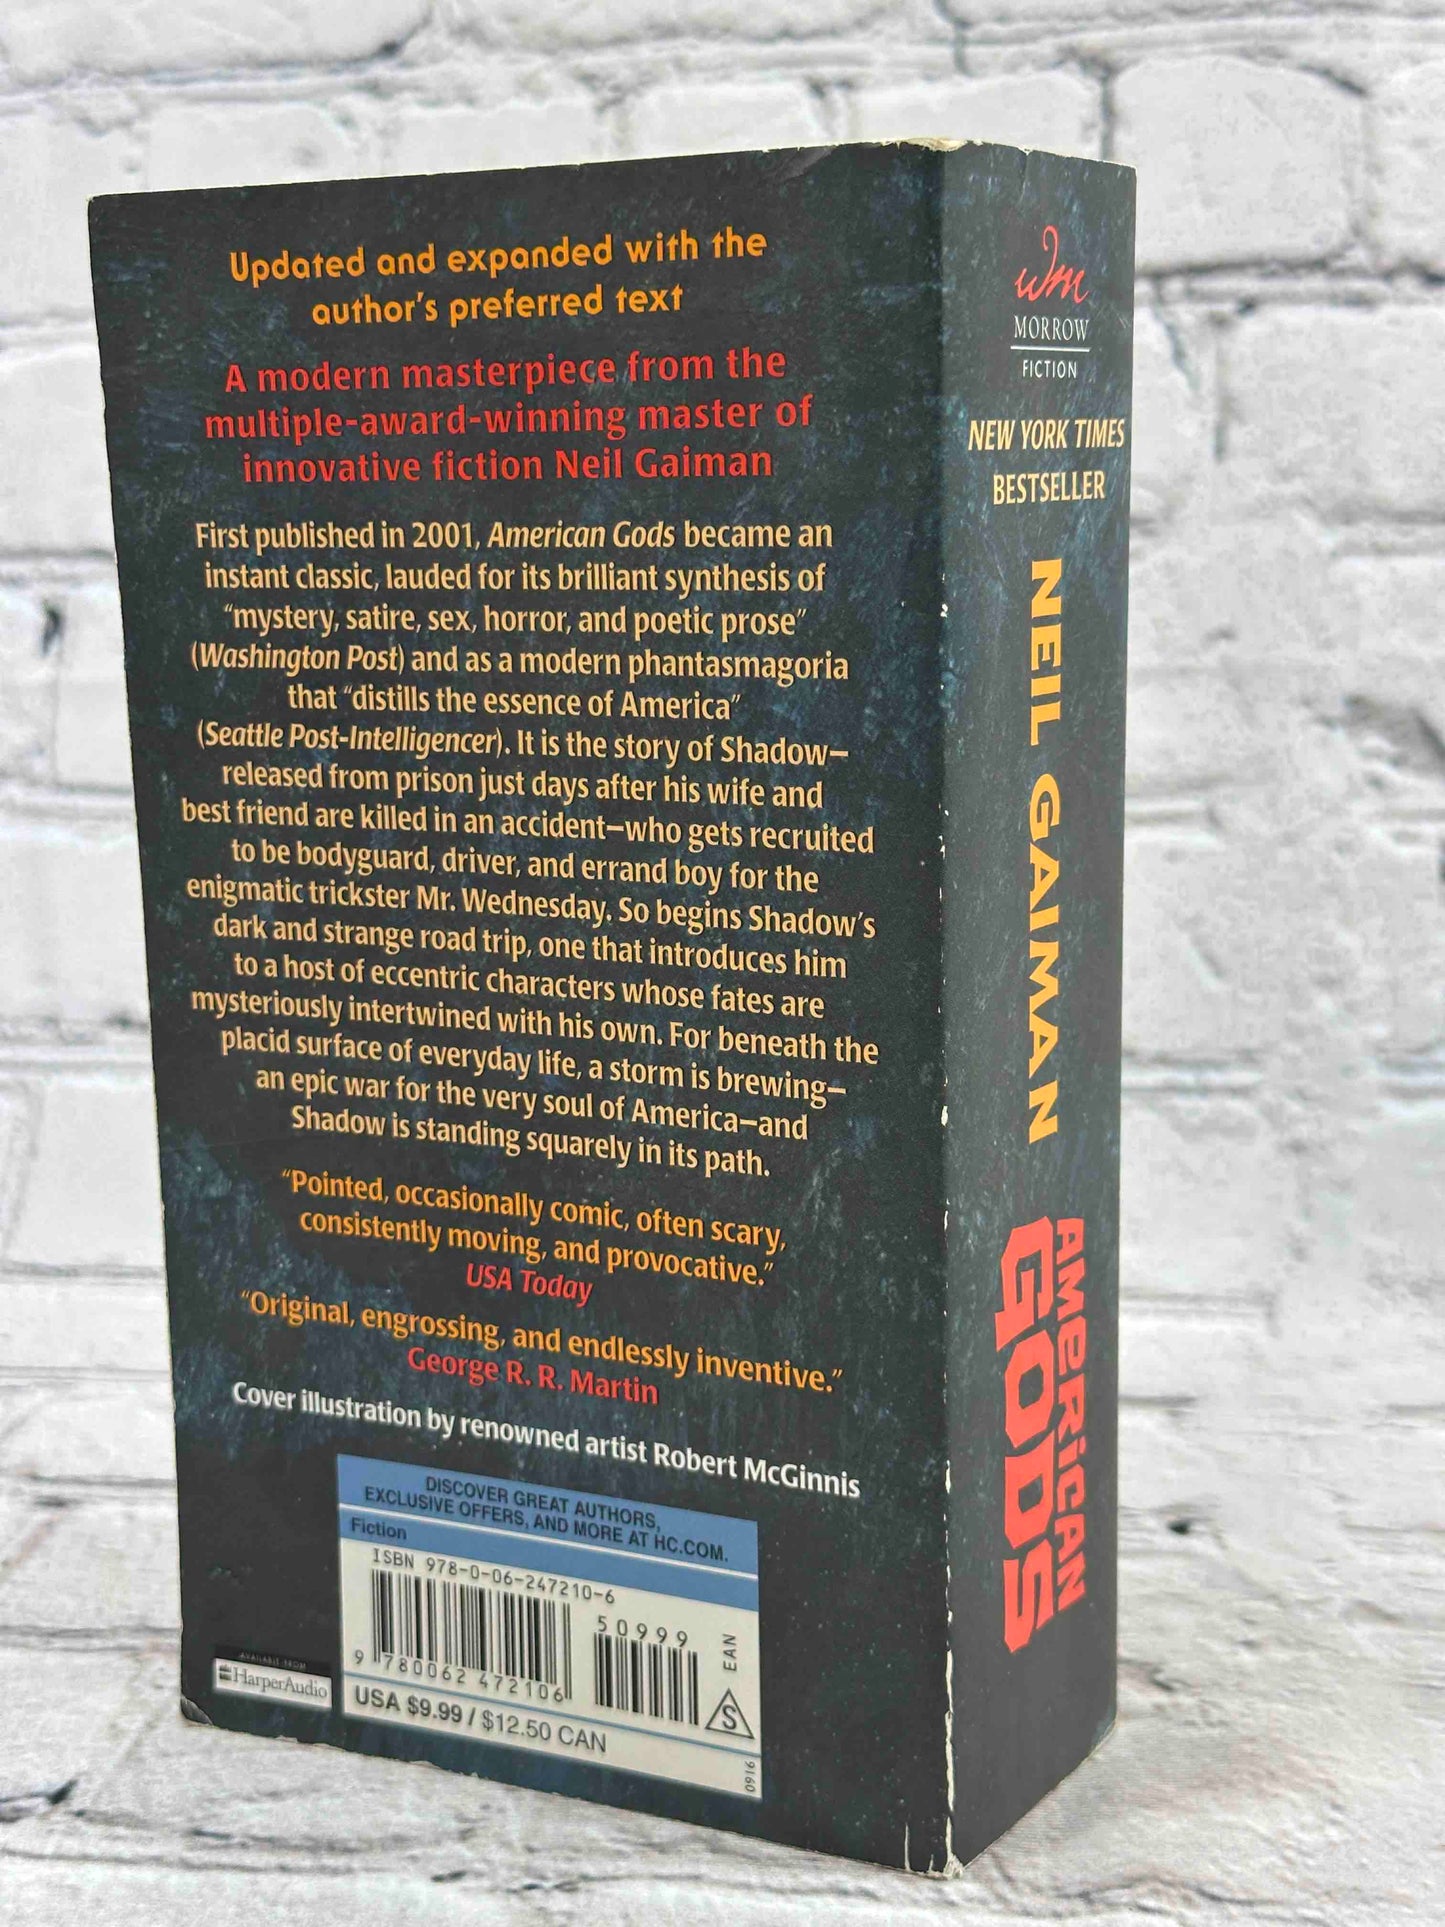 Updated and expanded with the
author's preferred text
A modern masterpiece from the
multiple-award-winning master of
innovative fiction Neil Gaiman
First published in 2001, American Gods became an
instant classic, lauded for its brilliant synthesis of
“mystery, satire, sex, horror, and poetic prose”
(Washington Post) and as a modern phantasmagoria
that “distills the essence of America”
(Seattle Post-Intelligencer). It is the story of Shadow—
released from prison just days after his wife and
best friend are killed in an accident—who gets recruited
to be bodyguard, driver, and errand boy for the
enigmatic trickster Mr. Wednesday. So begins Shadow's
dark and strange road trip, one that introduces him
to a host of eccentric characters whose fates are
mysteriously intertwined with his own. For beneath the
placid surface of everyday life, a storm is brewing—
an epic war for the very soul of America—and
Shadow is standing squarely in its path.
“Pointed, occasionally comic, often scary,
consistently moving, and provocative.”
USA Today
“Original, engrossing, and endlessly inventive.”
George R. R. Martin
Cover illustration by renowned artist Robert McGinnis
DISCOVER GREAT AUTHORS,
EXCLUSIVE OFFERS, AND MORE AT HC.COM.
Fiction
ISBN 978-0-06-247210-6
50999
9 780062 472106
EAN
S
USA $9.99 / $12.50 CAN
0916
AVAILABLE FROM
HarperAudio
wm
MORROW
FICTION
NEW YORK TIMES
BESTSELLER
NEIL GAIMAN
AMERICAN
GODS